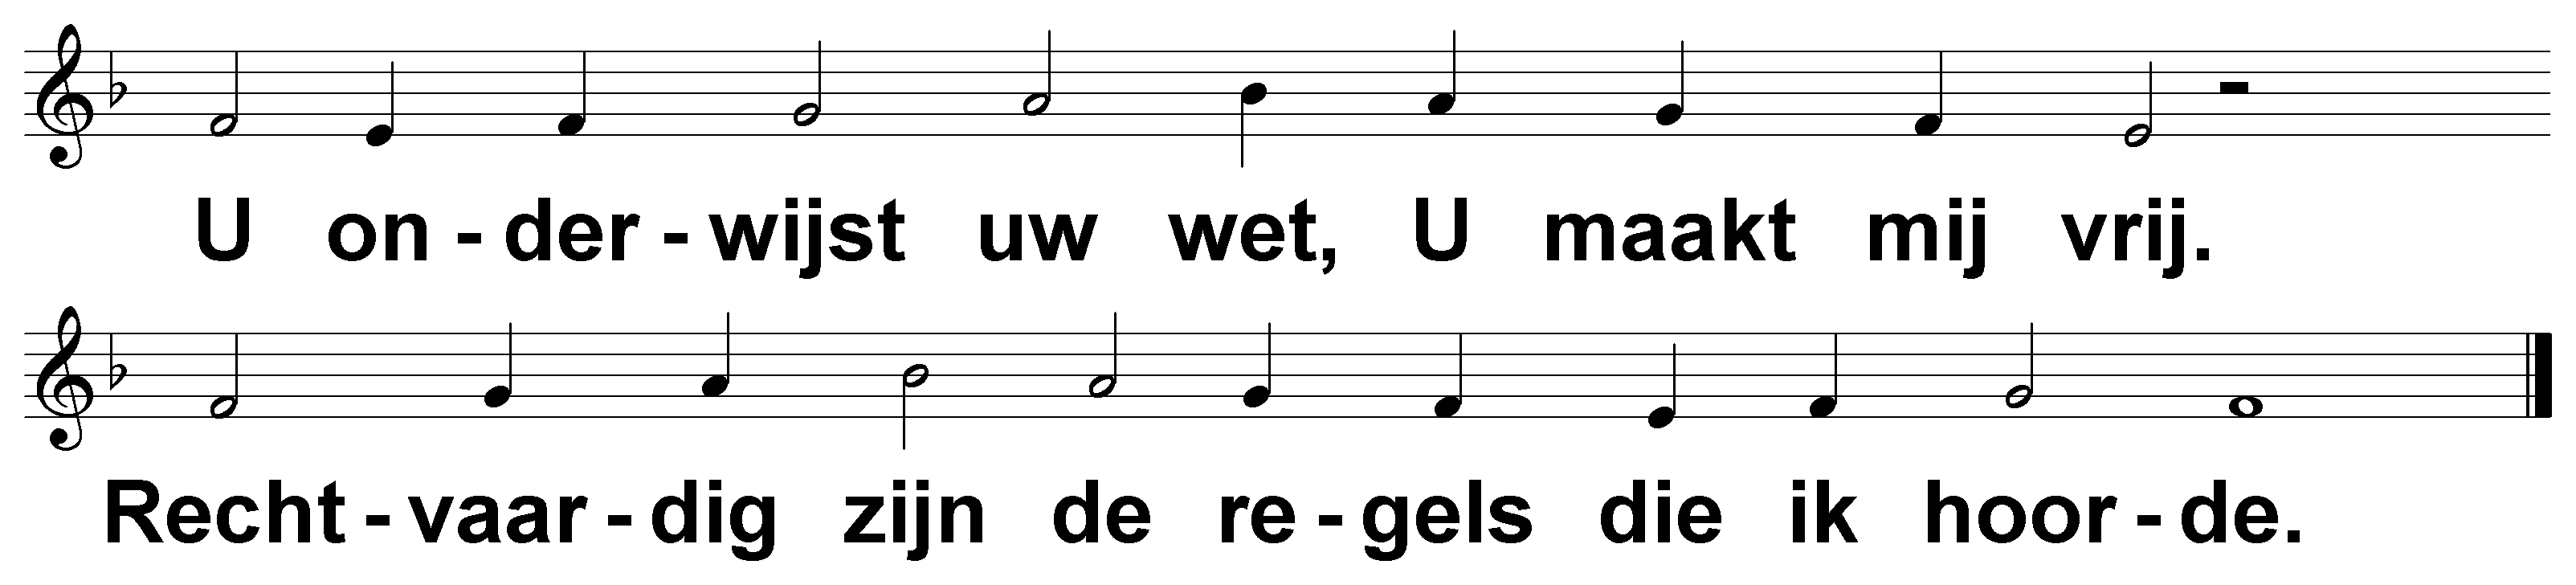 U on - der - wijst uw wet, U maakt mij vrij.
Recht - vaar - dig zijn de re - gels die ik hoor - de.